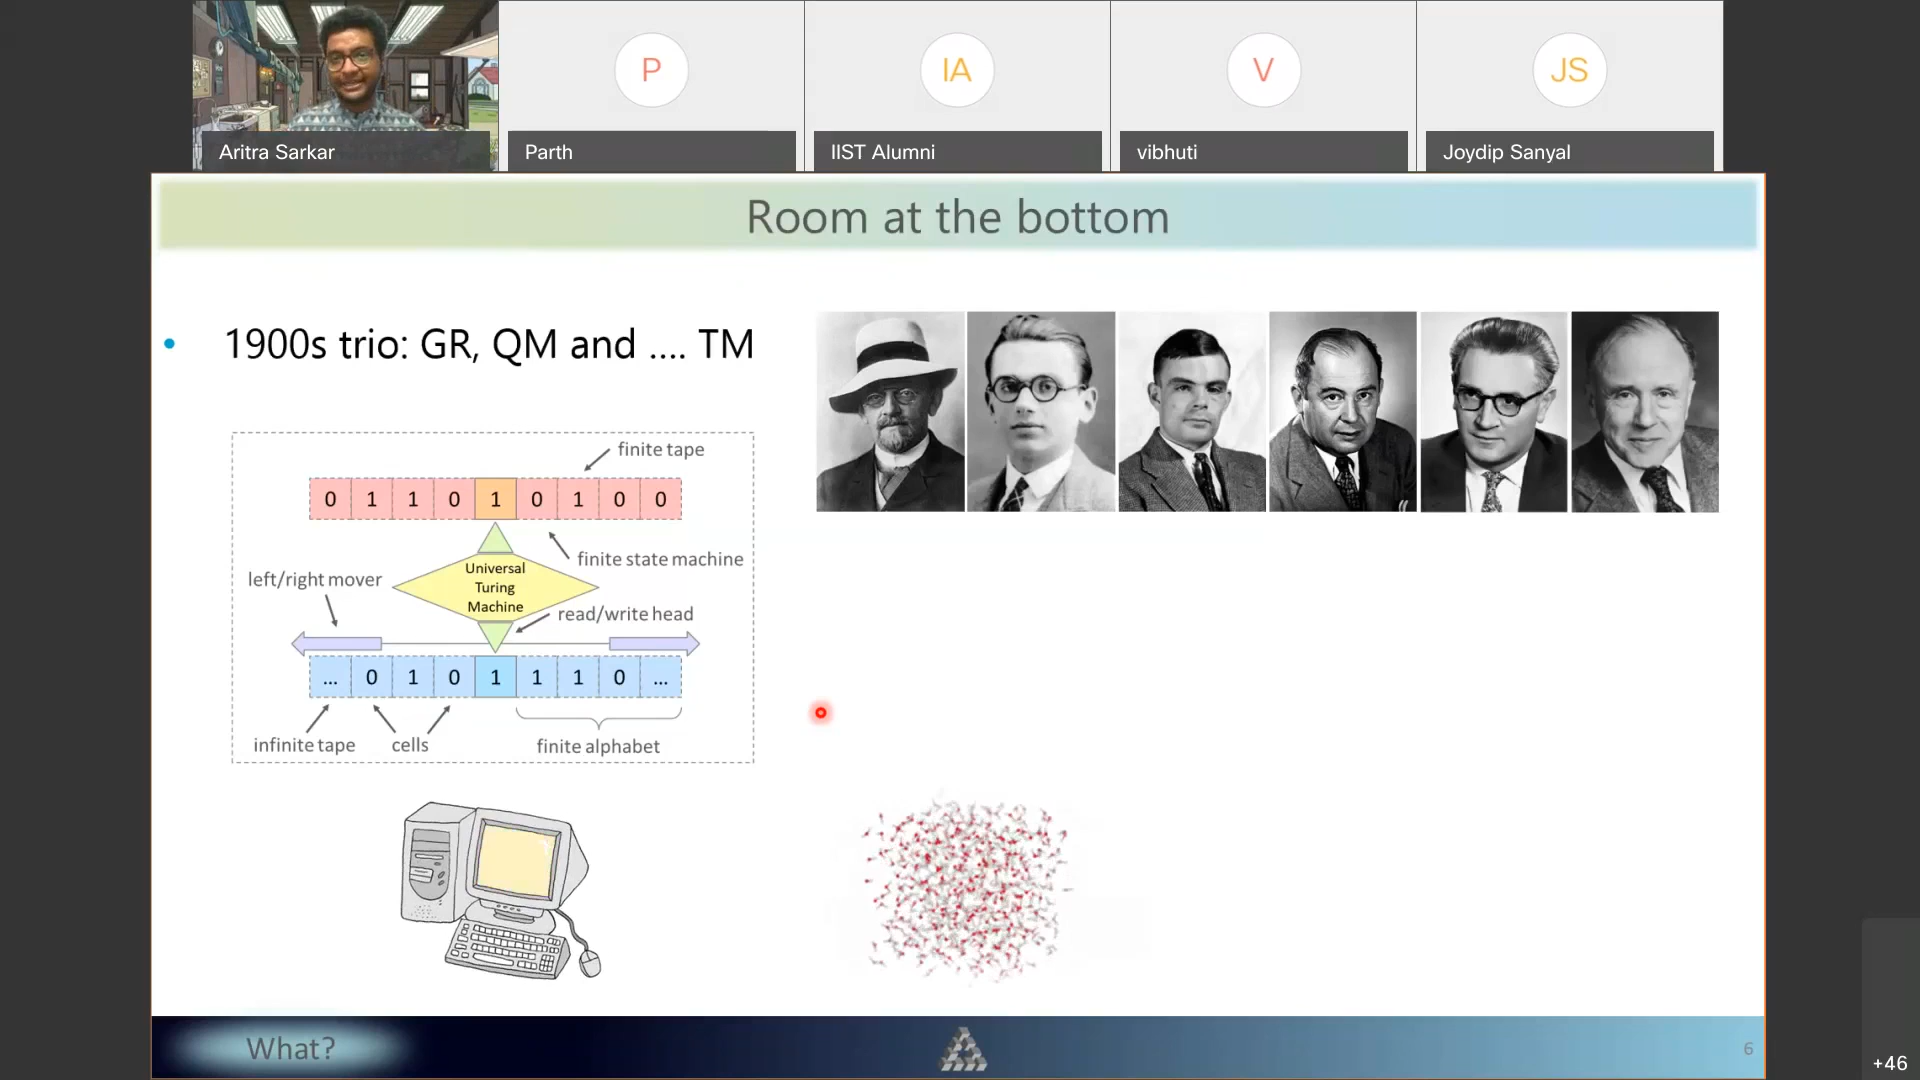 P
IA
V
JS
Aritra Sarkar
Parth
IIST Alumni
vibhuti
Joydip Sanyal
Room at the bottom
• 1900s trio: GR, QM and .... TM
finite tape
0 1 1 0 1 0 1 0 0
finite state machine
Universal
Turing
Machine
left/right mover
read/write head
... 0 1 0 1 1 1 0 ...
infinite tape
cells
finite alphabet
What?
6
+46